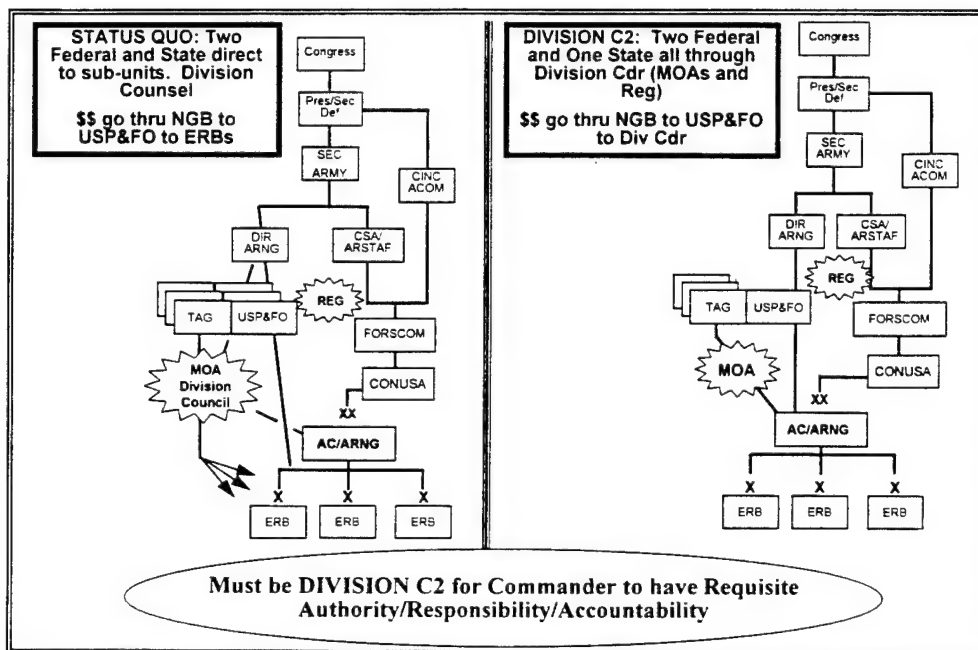 STATUS QUO: Two
Federal and State direct
to sub-units. Division
Counsel
$$ go thru NGB to
USP&FO to ERBs
Congress
Pres/Sec
Def
SEC
ARMY
CINC
ACOM
DIR
ARNG
CSA/
ARSTAF
REG
TAG
USP&FO
FORSCOM
MOA
Division
Council
CONUSA
XX
AC/ARNG
X
X
X
ERB
ERB
ERB
DIVISION C2: Two Federal
and One State all through
Division Cdr (MOAs and
Reg)
$$ go thru NGB to USP&FO
to Div Cdr
Congress
Pres/Sec
Def
SEC
ARMY
CINC
ACOM
DIR
ARNG
CSA/
ARSTAF
REG
TAG
USP&FO
FORSCOM
MOA
CONUSA
XX
AC/ARNG
X
X
X
ERB
ERB
ERB
Must be DIVISION C2 for Commander to have Requisite
Authority/Responsibility/Accountability